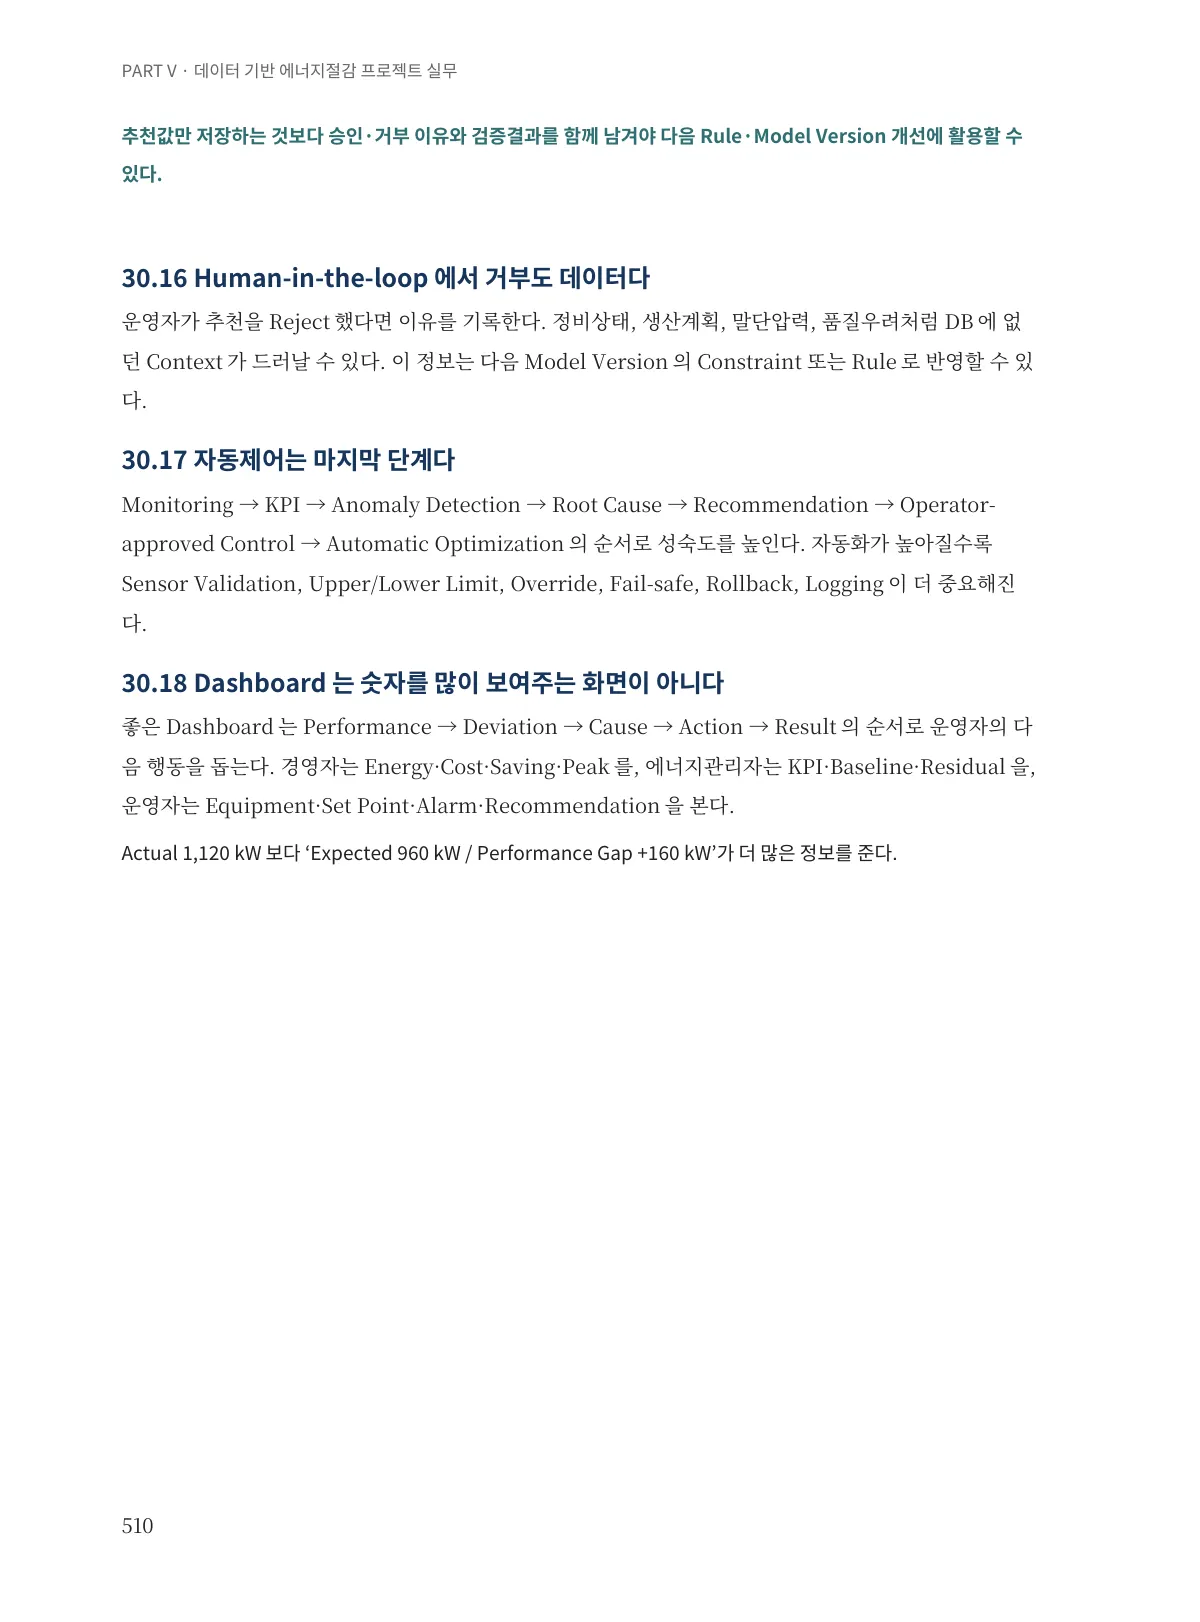 PART V · 데이터 기반 에너지절감 프로젝트 실무
추천값만 저장하는 것보다 승인·거부 이유와 검증결과를 함께 남겨야 다음 Rule·Model Version 개선에 활용할 수
있다.
30.16 Human-in-the-loop 에서 거부도 데이터다
운영자가 추천을 Reject 했다면 이유를 기록한다. 정비상태, 생산계획, 말단압력, 품질우려처럼 DB 에 없
던 Context 가 드러날 수 있다. 이 정보는 다음 Model Version 의 Constraint 또는 Rule 로 반영할 수 있
다.
30.17 자동제어는 마지막 단계다
Monitoring → KPI → Anomaly Detection → Root Cause → Recommendation → Operator-
approved Control → Automatic Optimization 의 순서로 성숙도를 높인다. 자동화가 높아질수록
Sensor Validation, Upper/Lower Limit, Override, Fail-safe, Rollback, Logging 이 더 중요해진
다.
30.18 Dashboard 는 숫자를 많이 보여주는 화면이 아니다
좋은 Dashboard 는 Performance → Deviation → Cause → Action → Result 의 순서로 운영자의 다
음 행동을 돕는다. 경영자는 Energy·Cost·Saving·Peak 를, 에너지관리자는 KPI·Baseline·Residual 을,
운영자는 Equipment·Set Point·Alarm·Recommendation 을 본다.
Actual 1,120 kW 보다 ‘Expected 960 kW / Performance Gap +160 kW’가 더 많은 정보를 준다.
510